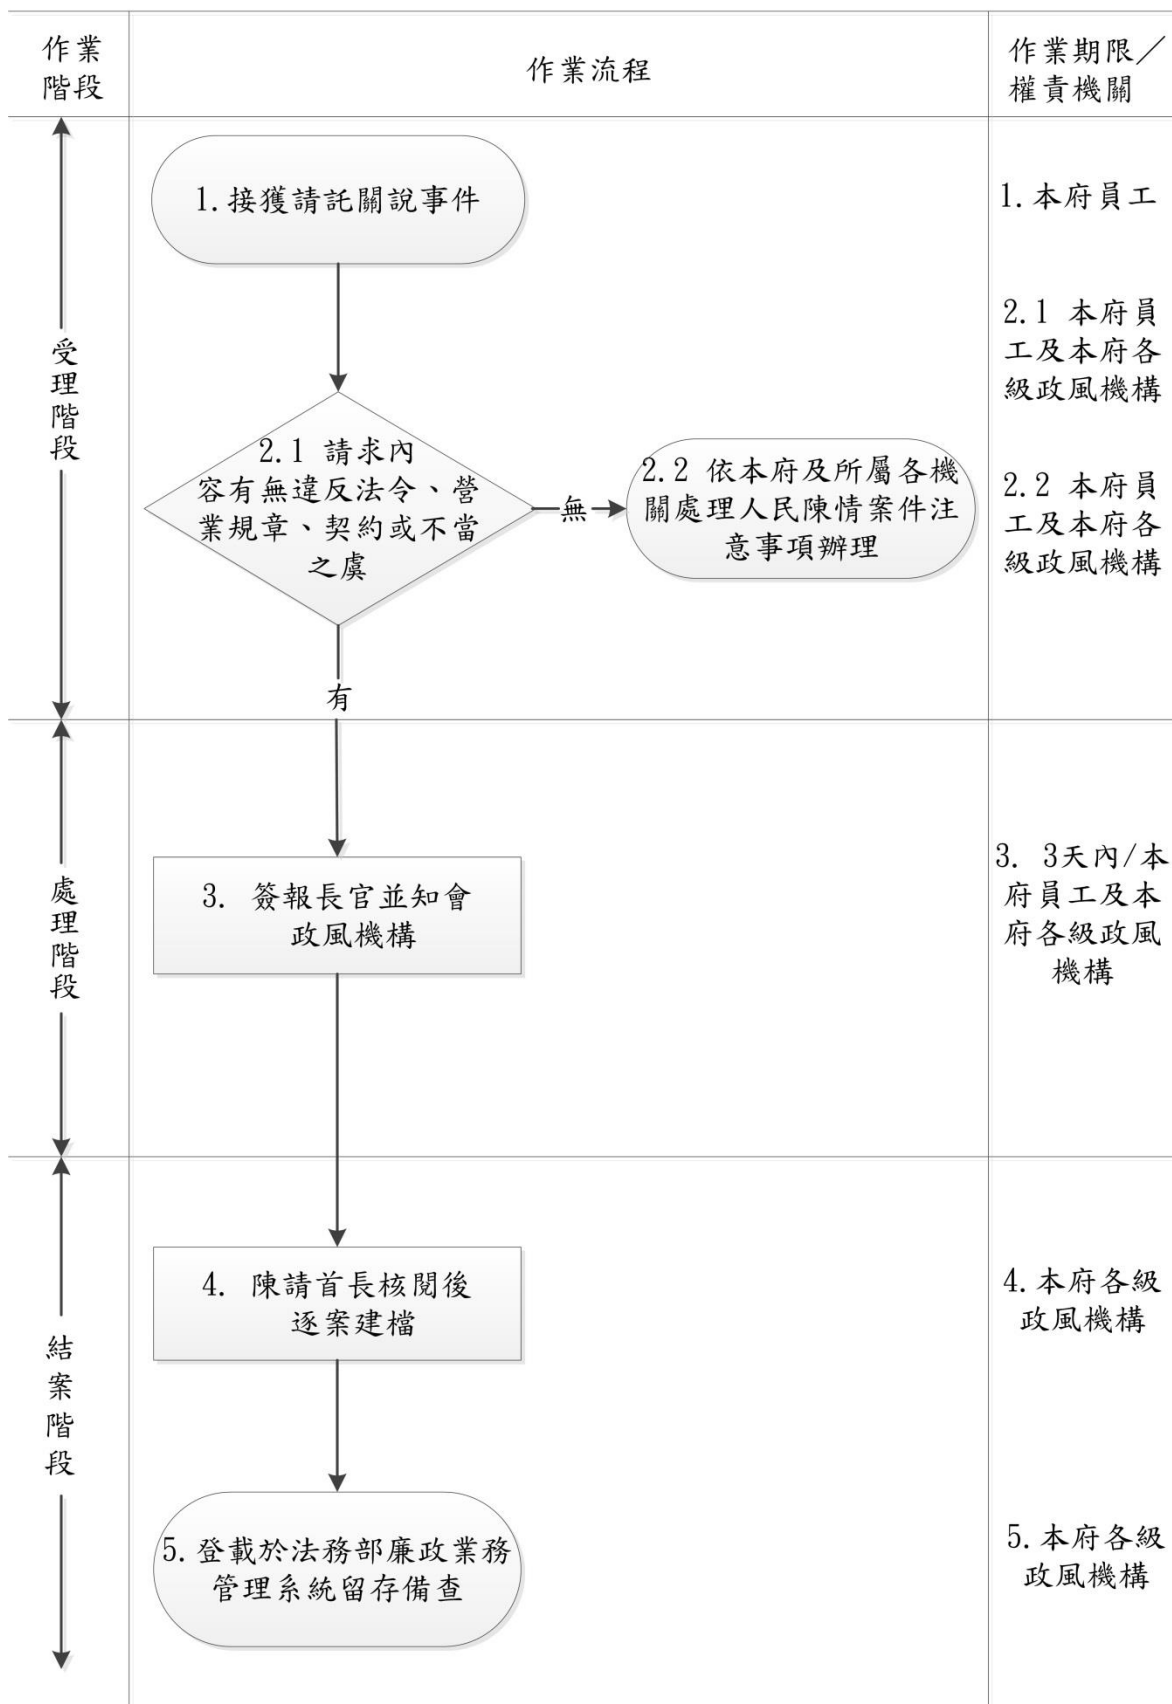 作業
階段
作業流程
作業期限／
權責機關
受理階段
1.接獲請託關說事件
1.本府員工
2.1 請求內
容有無違反法令、營
業規章、契約或不當
之虞
無
2.2 依本府及所屬各機
關處理人民陳情案件注
意事項辦理
有
2.1 本府員
工及本府各
級政風機構
2.2 本府員
工及本府各
級政風機構
處理階段
3. 簽報長官並知會
政風機構
3. 3天內/本
府員工及本
府各級政風
機構
結案階段
4. 陳請首長核閱後
逐案建檔
4.本府各級
政風機構
5.登載於法務部廉政業務
管理系統留存備查
5.本府各級
政風機構